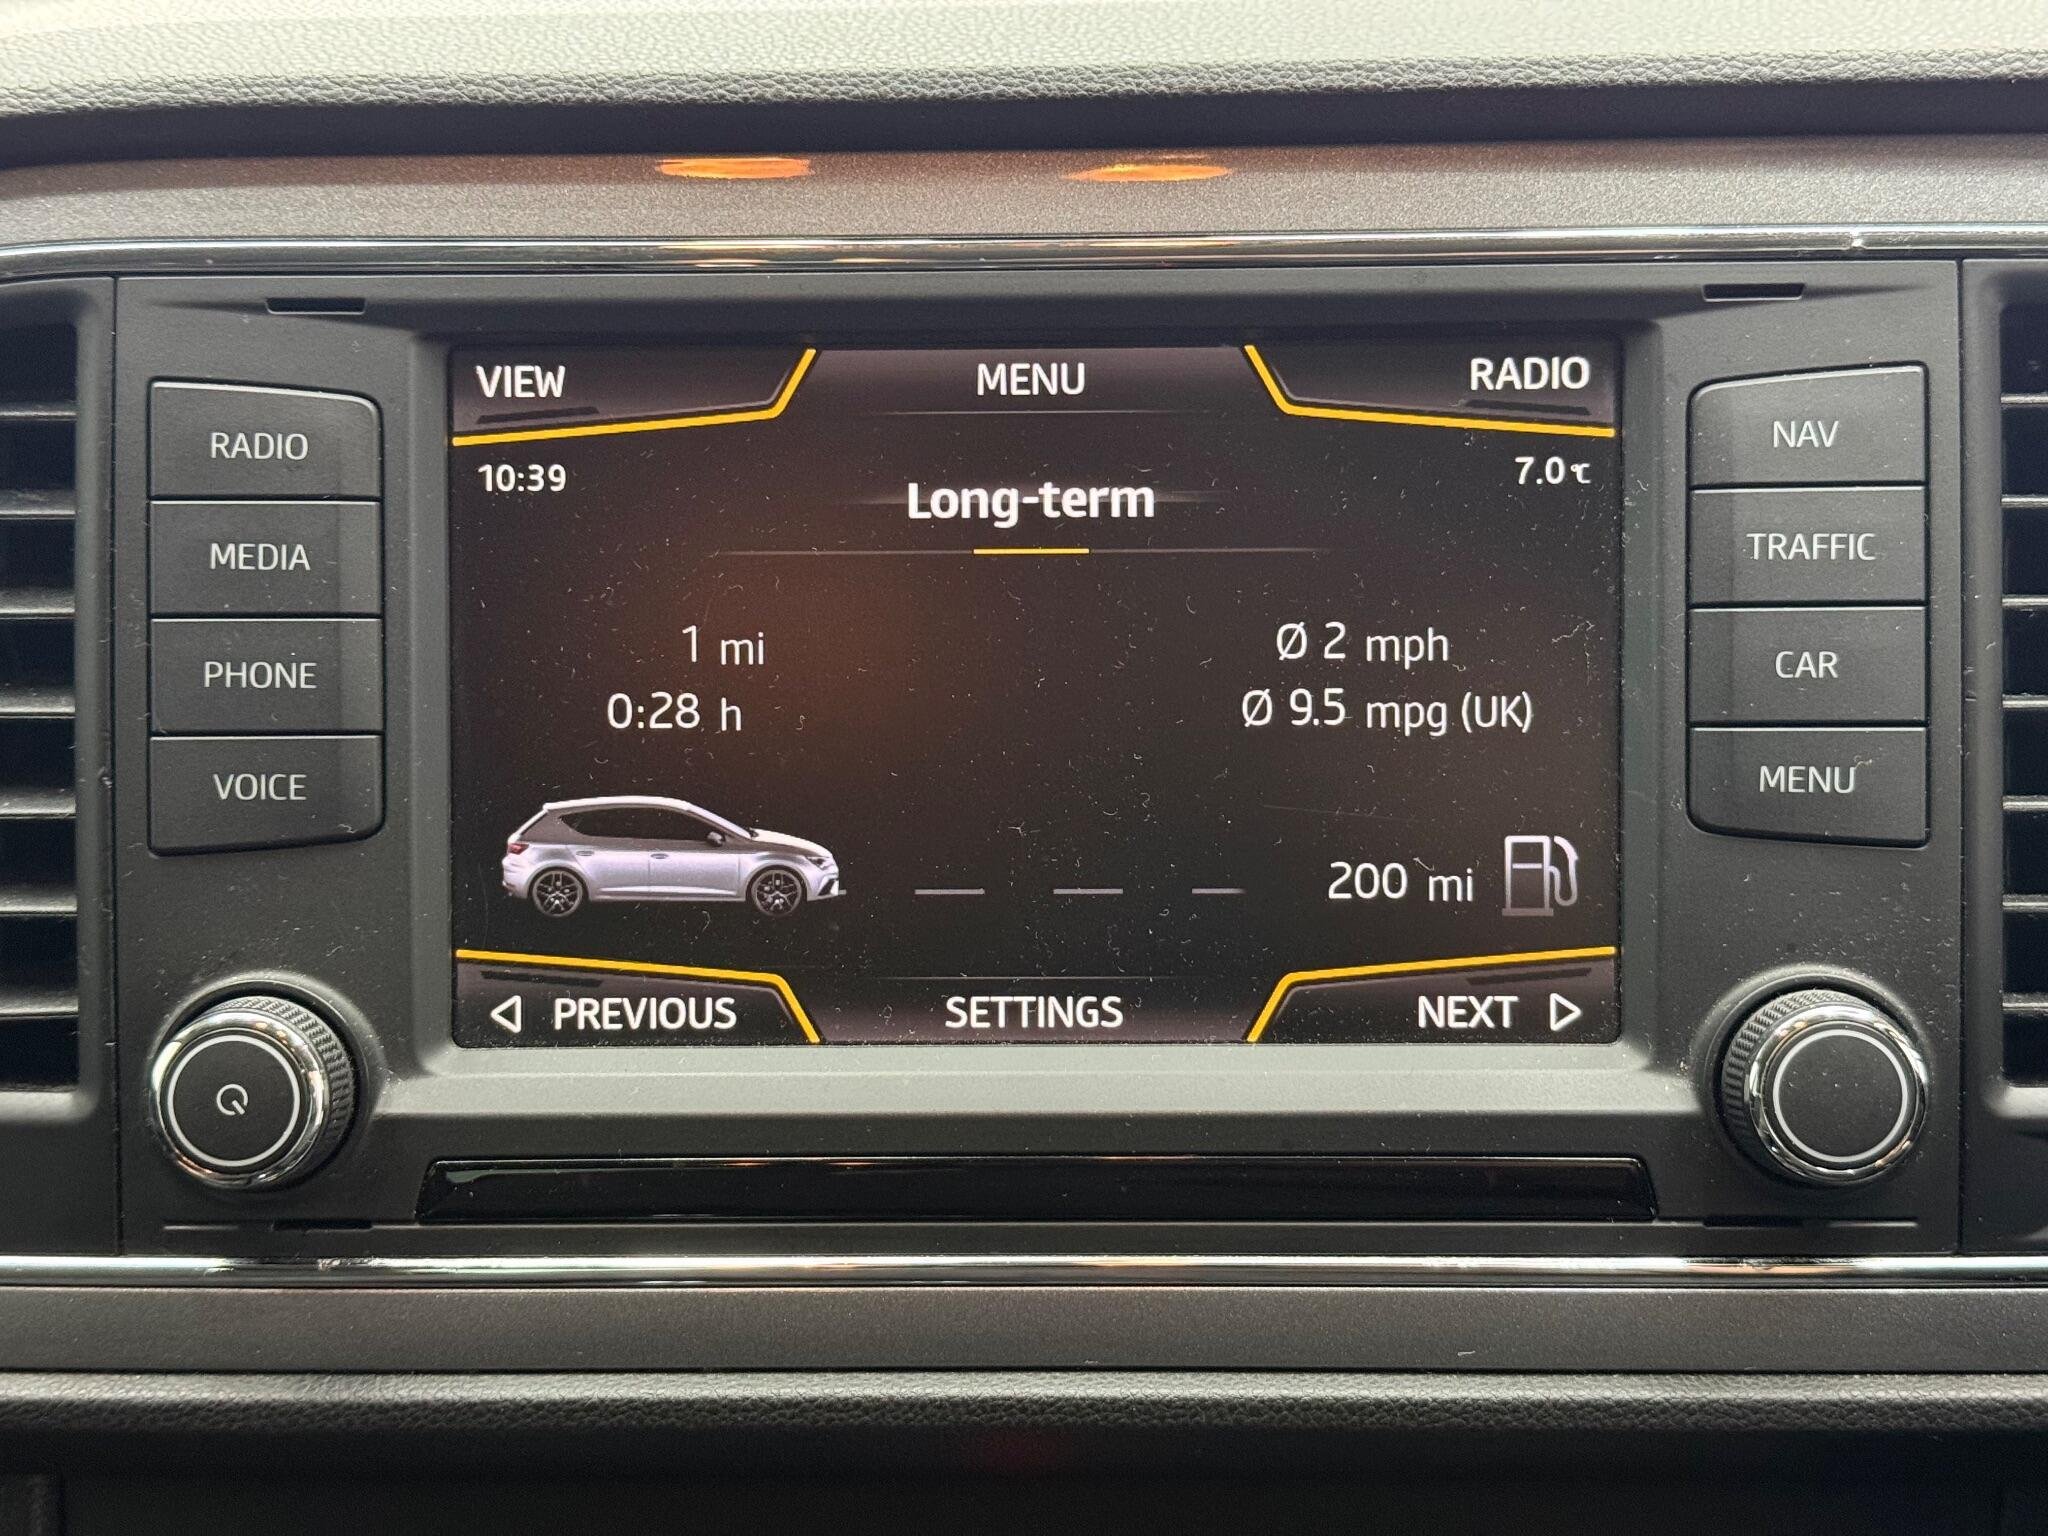 VIEW
MENU
RADIO
10:39
Long-term
7.0 °C
1 mi
Ø 2 mph
0:28 h
Ø 9.5 mpg (UK)
200 mi
PREVIOUS
SETTINGS
NEXT
RADIO
MEDIA
PHONE
VOICE
NAV
TRAFFIC
CAR
MENU